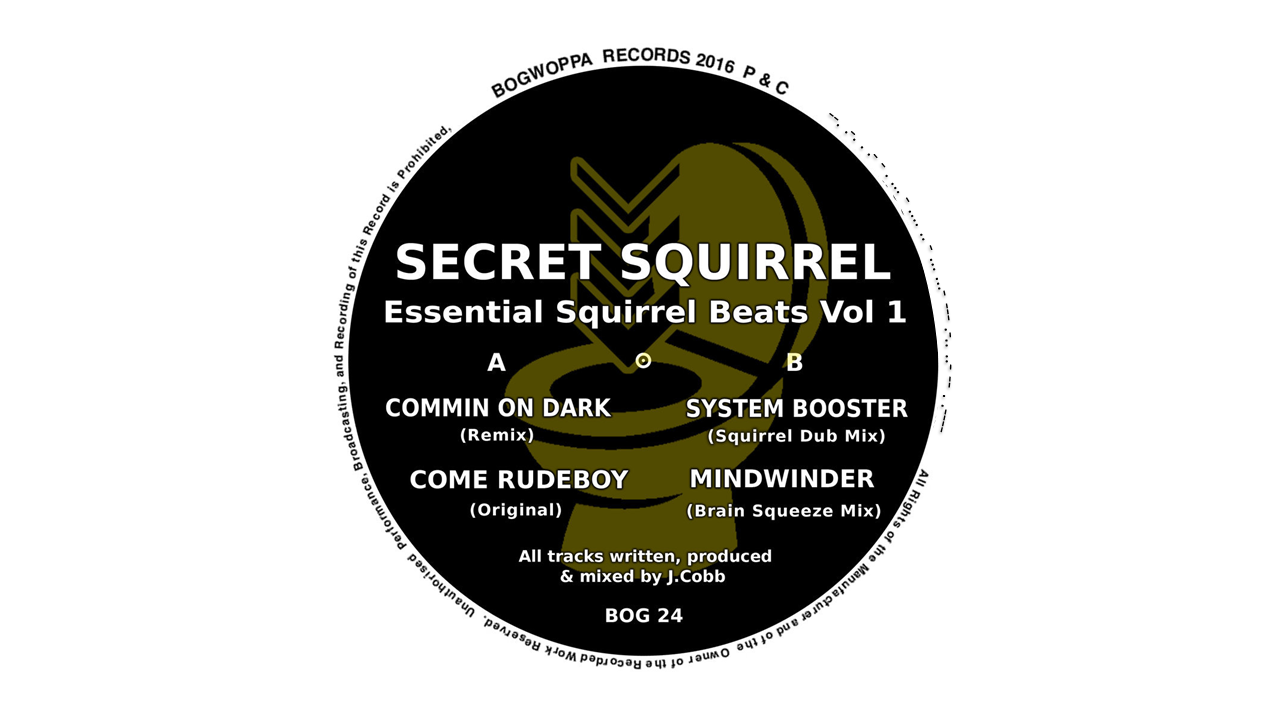 BOGWOPPA RECORDS 2016 P & C
SECRET SQUIRREL
Essential Squirrel Beats Vol 1
A B
COMMIN ON DARK
(Remix)
COME RUDEBOY
(Original)
SYSTEM BOOSTER
(Squirrel Dub Mix)
MINDWINDER
(Brain Squeeze Mix)
All tracks written, produced
& mixed by J.Cobb
BOG 24
All Rights of the Manufacturer and of the Owner of the Recorded Work Reserved. Unauthorised Performance, Broadcasting, and Recording of this Record is Prohibited,